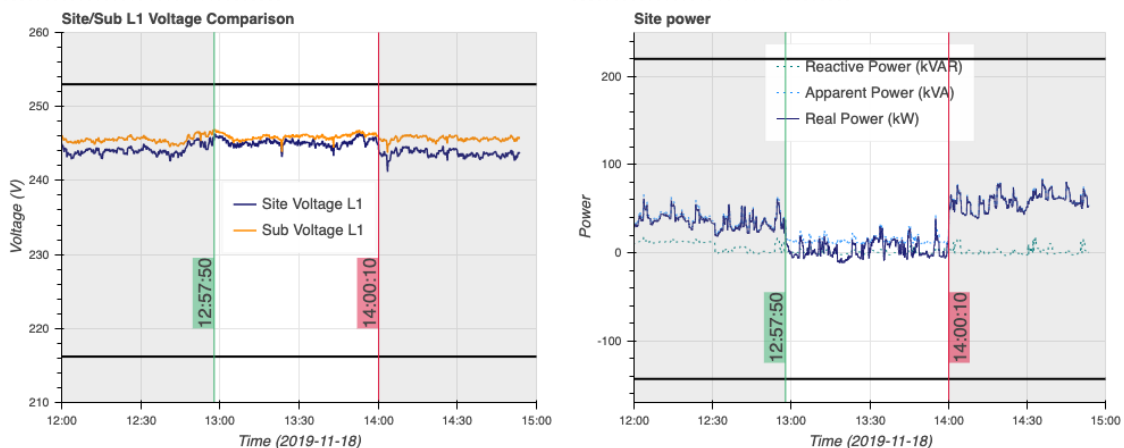 Site/Sub L1 Voltage Comparison
260
250
240
230
220
210
Voltage (V)
Site Voltage L1
Sub Voltage L1
12:57:50
14:00:10
12:00
12:30
13:00
13:30
14:00
14:30
15:00
Time (2019-11-18)
Site power
200
100
0
-100
Power
Reactive Power (kVAR)
Apparent Power (kVA)
Real Power (kW)
12:57:50
14:00:10
12:00
12:30
13:00
13:30
14:00
14:30
15:00
Time (2019-11-18)